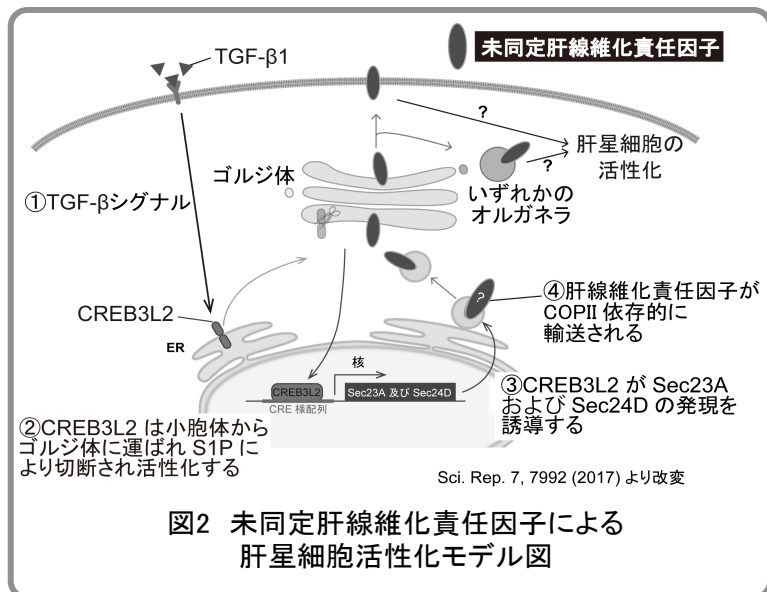 TGF-β1
未同定肝線維化責任因子
?
肝星細胞の
活性化
?
ゴルジ体
いずれかの
オルガネラ
①TGF-βシグナル
CREB3L2
ER
?
④肝線維化責任因子が
COPII 依存的に
輸送される
核
CREB3L2
Sec23A 及び Sec24D
CRE 様配列
③CREB3L2 が Sec23A
および Sec24D の発現を
誘導する
②CREB3L2 は小胞体から
ゴルジ体に運ばれ S1P に
より切断され活性化する
Sci. Rep. 7, 7992 (2017) より改変
図2 未同定肝線維化責任因子による
肝星細胞活性化モデル図